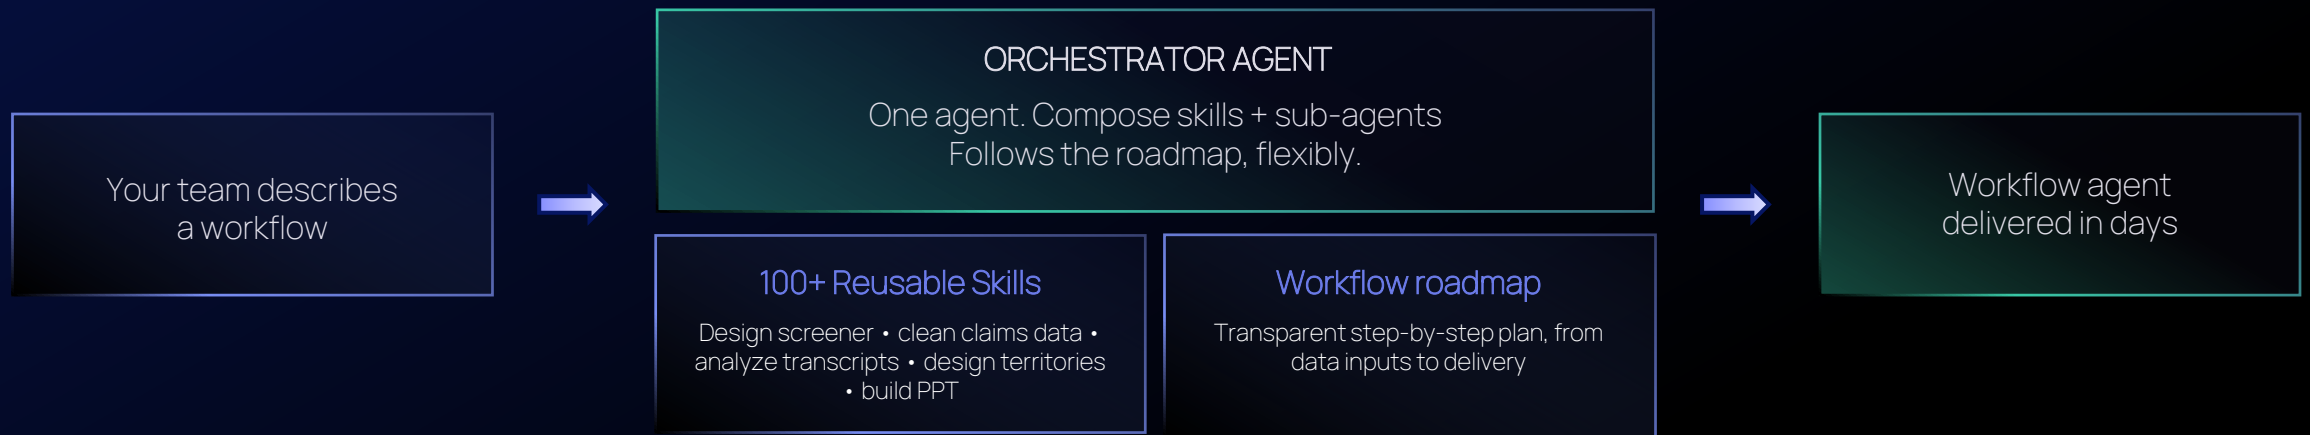 Your team describes
a workflow
ORCHESTRATOR AGENT
One agent. Compose skills + sub-agents
Follows the roadmap, flexibly.
100+ Reusable Skills
Design screener • clean claims data •
analyze transcripts • design territories
• build PPT
Workflow roadmap
Transparent step-by-step plan, from
data inputs to delivery
Workflow agent
delivered in days